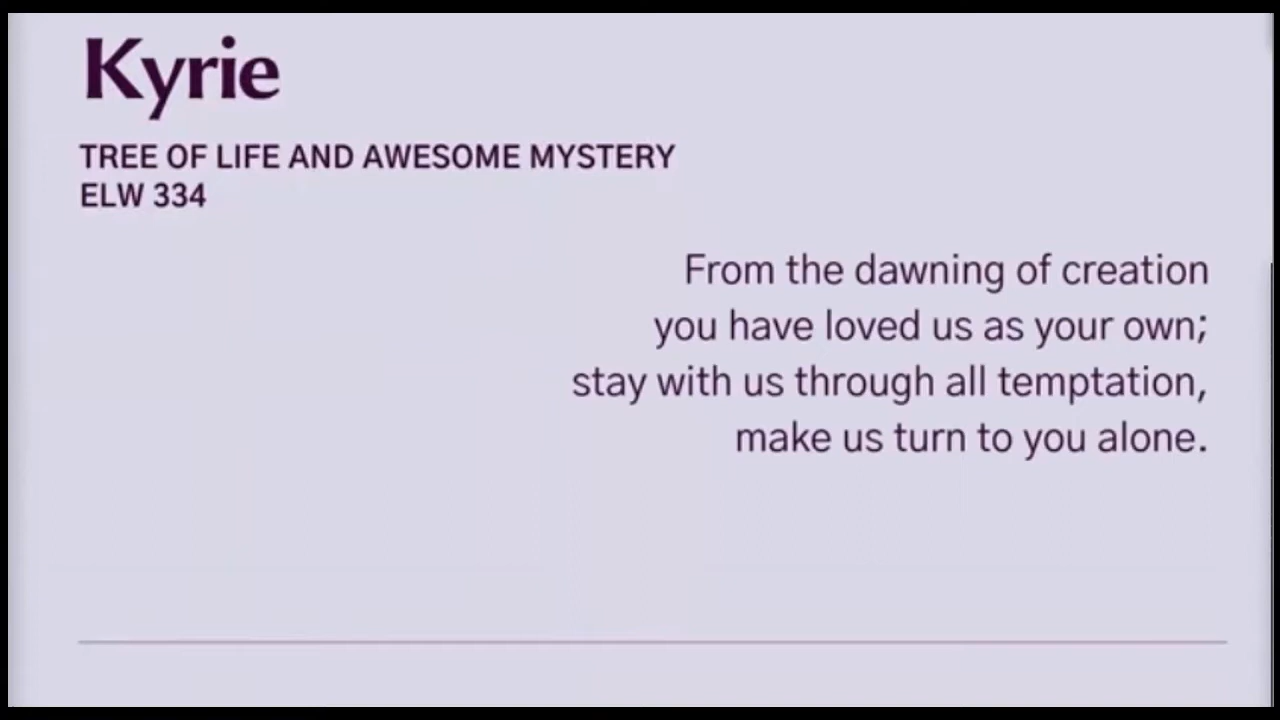 Kyrie
TREE OF LIFE AND AWESOME MYSTERY
ELW 334
From the dawning of creation
you have loved us as your own;
stay with us through all temptation,
make us turn to you alone.